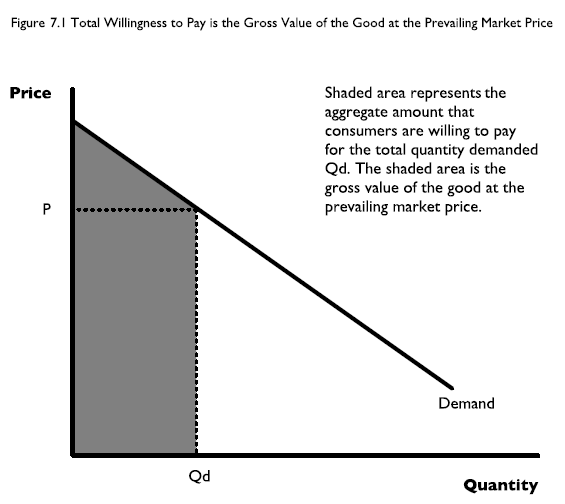 Figure 7.1 Total Willingness to Pay is the Gross Value of the Good at the Prevailing Market Price
Price
Shaded area represents the
aggregate amount that
consumers are willing to pay
for the total quantity demanded
Qd. The shaded area is the
gross value of the good at the
prevailing market price.
P
Demand
Qd
Quantity